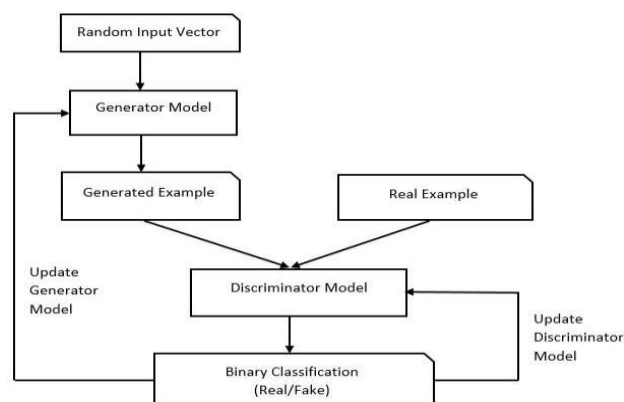 Random Input Vector
Generator Model
Generated Example
Real Example
Update
Generator
Model
Discriminator Model
Update
Discriminator
Model
Binary Classification
(Real/Fake)